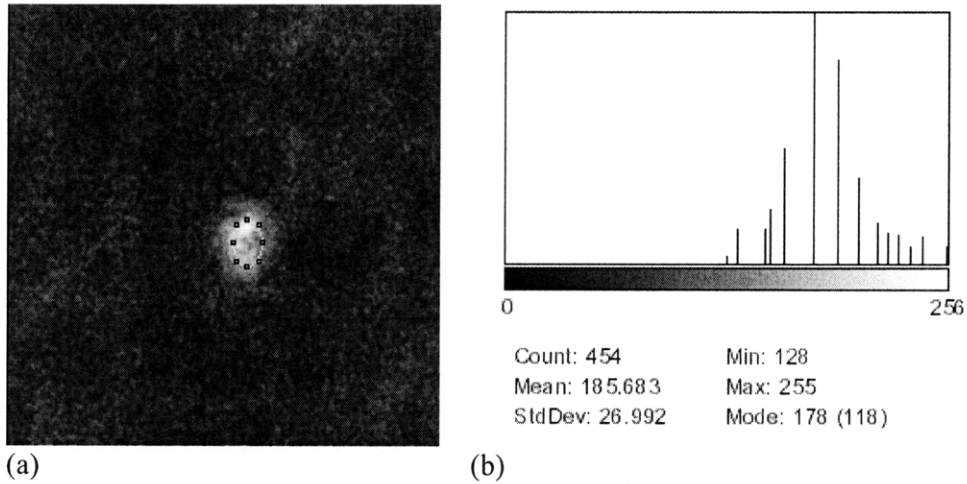 0 256
Count: 454 Min: 128
Mean: 185.683 Max: 255
StdDev: 26.992 Mode: 178 (118)
(a) (b)